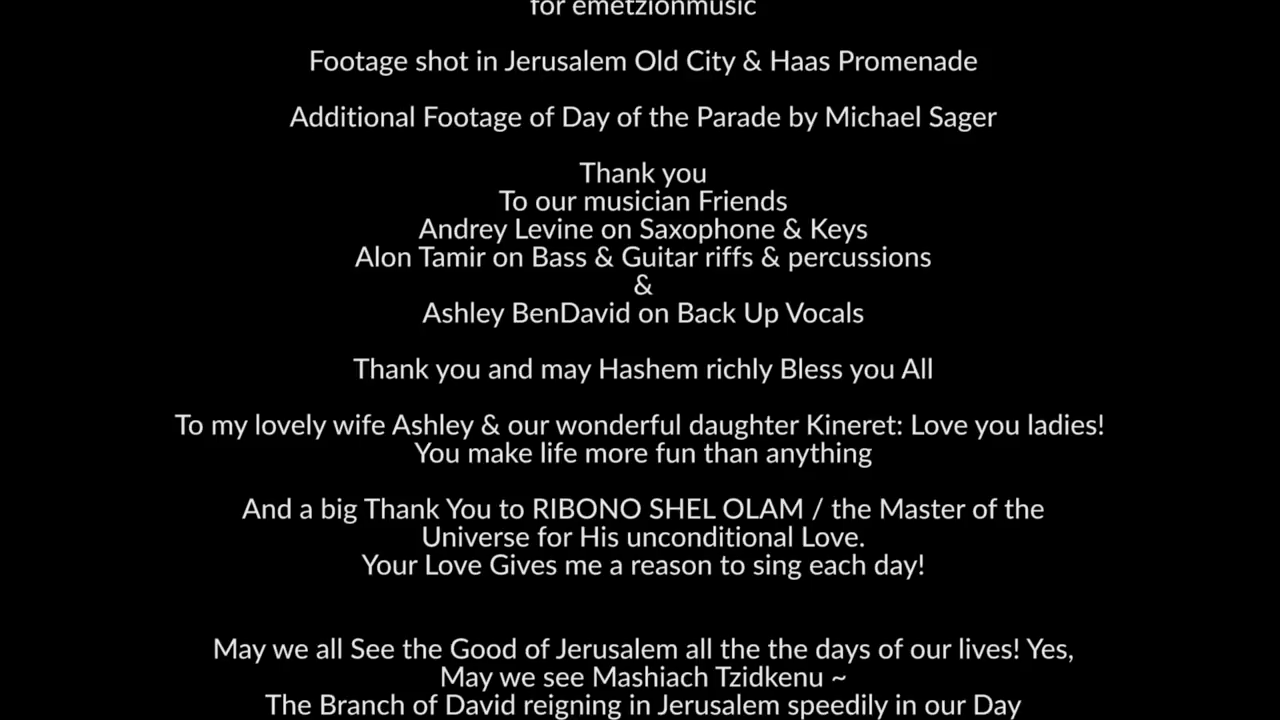 for emetzionmusic
Footage shot in Jerusalem Old City & Haas Promenade
Additional Footage of Day of the Parade by Michael Sager
Thank you
To our musician Friends
Andrey Levine on Saxophone & Keys
Alon Tamir on Bass & Guitar riffs & percussions
&
Ashley BenDavid on Back Up Vocals
Thank you and may Hashem richly Bless you All
To my lovely wife Ashley & our wonderful daughter Kineret: Love you ladies!
You make life more fun than anything
And a big Thank You to RIBONO SHEL OLAM / the Master of the
Universe for His unconditional Love.
Your Love Gives me a reason to sing each day!
May we all See the Good of Jerusalem all the the days of our lives! Yes,
May we see Mashiach Tzidkenu ~
The Branch of David reigning in Jerusalem speedily in our Day